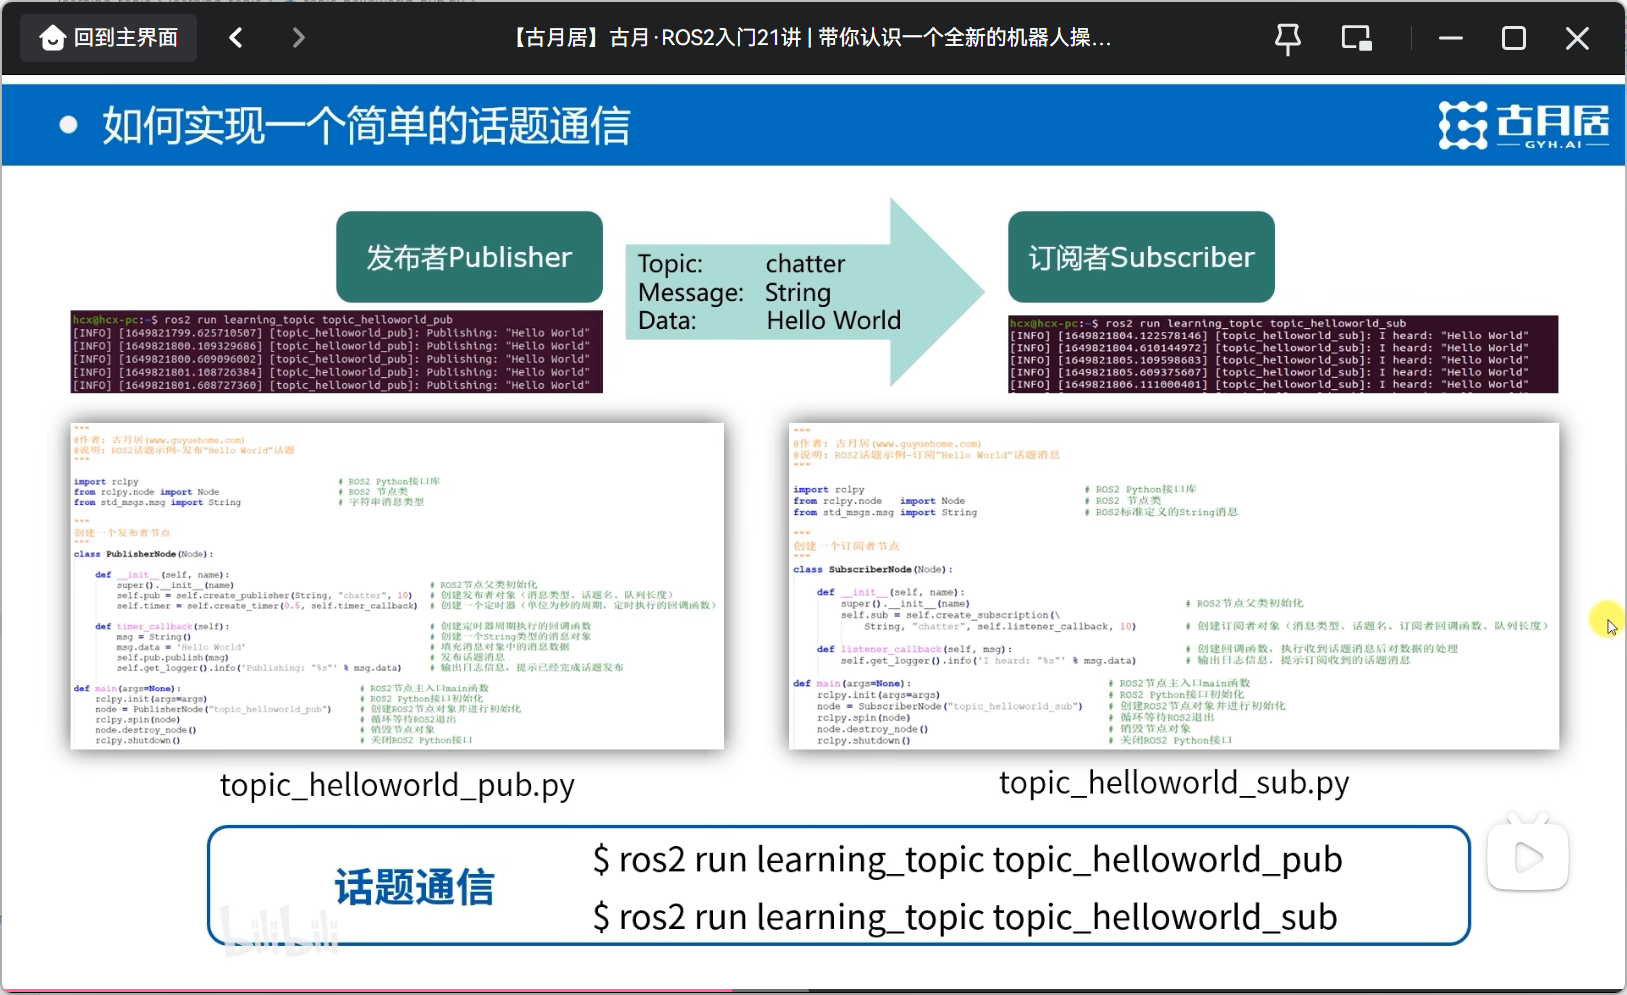 回到主界面
【古月居】古月·ROS2入门21讲 | 带你认识一个全新的机器人操...
如何实现一个简单的话题通信
古月居
GYH.AI
发布者Publisher
Topic: chatter
Message: String
Data: Hello World
订阅者Subscriber
hcx@hcx-pc:~$ ros2 run learning_topic topic_helloworld_pub
[INFO] [1649821799.625710507] [topic_helloworld_pub]: Publishing: "Hello World"
[INFO] [1649821800.109329686] [topic_helloworld_pub]: Publishing: "Hello World"
[INFO] [1649821800.609096002] [topic_helloworld_pub]: Publishing: "Hello World"
[INFO] [1649821801.108726384] [topic_helloworld_pub]: Publishing: "Hello World"
[INFO] [1649821801.608727360] [topic_helloworld_pub]: Publishing: "Hello World"
hcx@hcx-pc:~$ ros2 run learning_topic topic_helloworld_sub
[INFO] [1649821804.122578146] [topic_helloworld_sub]: I heard: "Hello World"
[INFO] [1649821804.610144972] [topic_helloworld_sub]: I heard: "Hello World"
[INFO] [1649821805.109598683] [topic_helloworld_sub]: I heard: "Hello World"
[INFO] [1649821805.609375607] [topic_helloworld_sub]: I heard: "Hello World"
[INFO] [1649821806.111000401] [topic_helloworld_sub]: I heard: "Hello World"
"""
@作者: 古月居(www.guyuehome.com)
@说明: ROS2话题示例-发布"Hello World"话题
"""
import rclpy # ROS2 Python接口库
from rclpy.node import Node # ROS2 节点类
from std_msgs.msg import String # 字符串消息类型
"""
创建一个发布者节点
"""
class PublisherNode(Node):
def __init__(self, name):
super().__init__(name) # ROS2节点父类初始化
self.pub = self.create_publisher(String, "chatter", 10) # 创建发布者对象（消息类型、话题名、队列长度）
self.timer = self.create_timer(0.5, self.timer_callback) # 创建一个定时器（单位为秒的周期，定时执行的回调函数）
def timer_callback(self): # 创建定时器周期执行的回调函数
msg = String() # 创建一个String类型的消息对象
msg.data = 'Hello World' # 填充消息对象中的消息数据
self.pub.publish(msg) # 发布话题消息
self.get_logger().info('Publishing: "%s"' % msg.data) # 输出日志信息，提示已经完成话题发布
def main(args=None): # ROS2节点主入口main函数
rclpy.init(args=args) # ROS2 Python接口初始化
node = PublisherNode("topic_helloworld_pub") # 创建ROS2节点对象并进行初始化
rclpy.spin(node) # 循环等待ROS2退出
node.destroy_node() # 销毁节点对象
rclpy.shutdown() # 关闭ROS2 Python接口
"""
@作者: 古月居(www.guyuehome.com)
@说明: ROS2话题示例-订阅"Hello World"话题消息
"""
import rclpy # ROS2 Python接口库
from rclpy.node import Node # ROS2 节点类
from std_msgs.msg import String # ROS2标准定义的String消息
"""
创建一个订阅者节点
"""
class SubscriberNode(Node):
def __init__(self, name):
super().__init__(name) # ROS2节点父类初始化
self.sub = self.create_subscription(\
String, "chatter", self.listener_callback, 10) # 创建订阅者对象（消息类型、话题名、订阅者回调函数、队列长度）
def listener_callback(self, msg): # 创建回调函数，执行收到话题消息后对数据的处理
self.get_logger().info('I heard: "%s"' % msg.data) # 输出日志信息，提示订阅收到的话题消息
def main(args=None): # ROS2节点主入口main函数
rclpy.init(args=args) # ROS2 Python接口初始化
node = SubscriberNode("topic_helloworld_sub") # 创建ROS2节点对象并进行初始化
rclpy.spin(node) # 循环等待ROS2退出
node.destroy_node() # 销毁节点对象
rclpy.shutdown() # 关闭ROS2 Python接口
topic_helloworld_pub.py
topic_helloworld_sub.py
话题通信
$ ros2 run learning_topic topic_helloworld_pub
$ ros2 run learning_topic topic_helloworld_sub
bilibili